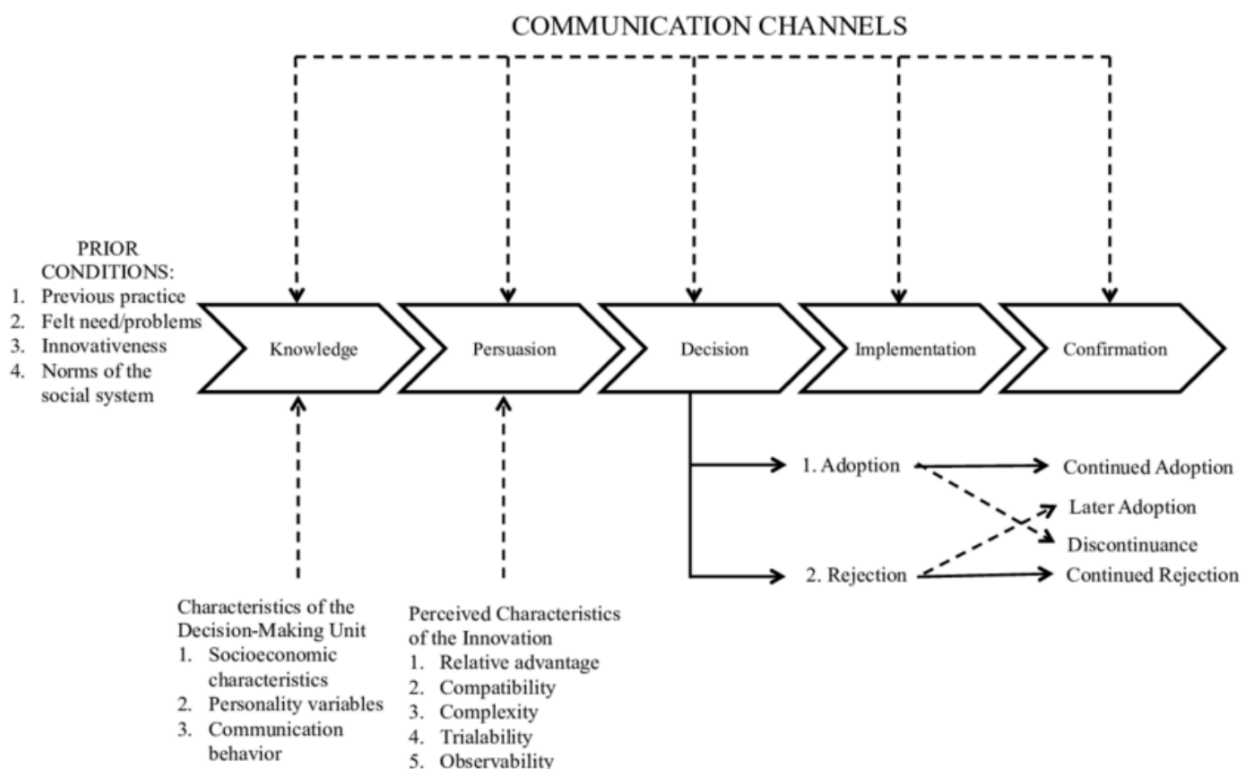 COMMUNICATION CHANNELS
PRIOR
CONDITIONS:
1. Previous practice
2. Felt need/problems
3. Innovativeness
4. Norms of the
social system
Knowledge
Persuasion
Decision
Implementation
Confirmation
1. Adoption
Continued Adoption
Later Adoption
Discontinuance
2. Rejection
Continued Rejection
Characteristics of the
Decision-Making Unit
1. Socioeconomic
characteristics
2. Personality variables
3. Communication
behavior
Perceived Characteristics
of the Innovation
1. Relative advantage
2. Compatibility
3. Complexity
4. Trialability
5. Observability